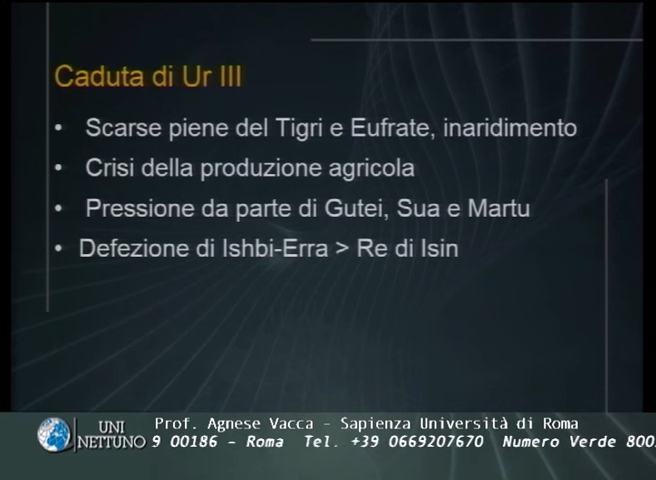 Caduta di Ur III
• Scarse piene del Tigri e Eufrate, inaridimento
• Crisi della produzione agricola
• Pressione da parte di Gutei, Sua e Martu
• Defezione di Ishbi-Erra > Re di Isin
UNI
NETTUNO
Prof. Agnese Vacca - Sapienza Università di Roma
9 00186 - Roma Tel. +39 0669207670 Numero Verde 800